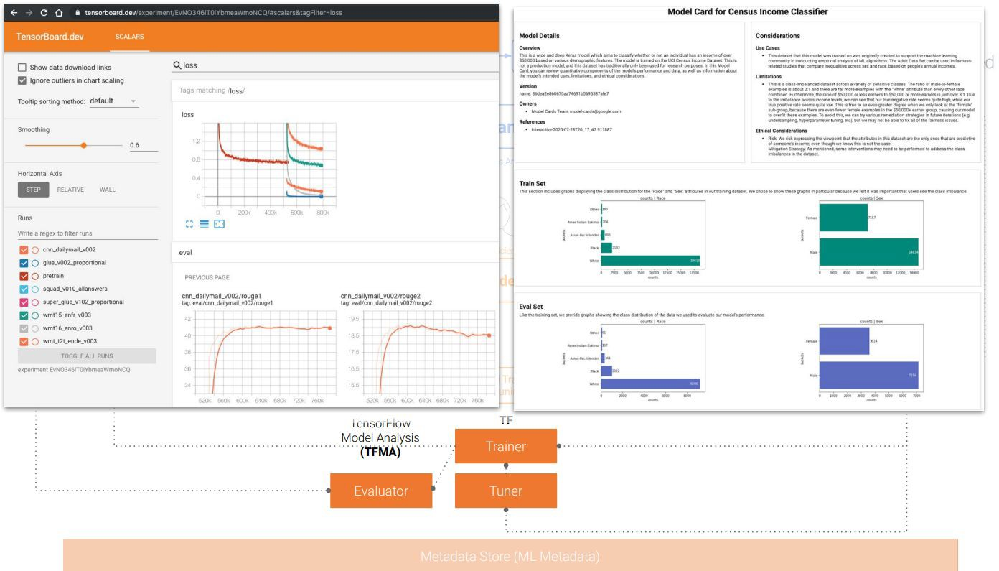 tensorboard.dev/experiment/EvNO346lT0iYbmeaWmoNCQ/#scalars&tagFilter=loss
TensorBoard.dev
SCALARS
Show data download links
Ignore outliers in chart scaling
Tooltip sorting method: default
Smoothing
0.6
Horizontal Axis
STEP RELATIVE WALL
Runs
Write a regex to filter runs
cnn_dailymail_v002
glue_v002_proportional
pretrain
squad_v010_allanswers
super_glue_v102_proportional
wmt15_enfr_v003
wmt16_enro_v003
wmt_t2t_ende_v003
TOGGLE ALL RUNS
experiment EvNO346lT0iYbmeaWmoNCQ
loss
Tags matching /loss/
loss
1.2
0.8
0.4
0
0 200k 400k 600k 800k
eval
PREVIOUS PAGE
cnn_dailymail_v002/rouge1
tag: eval/cnn_dailymail_v002/rouge1
42
40
38
36
34
520k 560k 600k 640k 680k 720k 760k
cnn_dailymail_v002/rouge2
tag: eval/cnn_dailymail_v002/rouge2
19.5
18.5
17.5
16.5
15.5
520k 560k 600k 640k 680k 720k 760k
Model Card for Census Income Classifier
Model Details
Overview
This is a wide and deep Keras model which aims to classify whether or not an individual has an income of over
$50,000 based on various demographic features. The model is trained on the UCI Census Income Dataset. This is
not a production model, and this dataset has traditionally only been used for research purposes. In this Model
Card, you can review quantitative components of the model's performance and data, as well as information about
the model's intended uses, limitations, and ethical considerations.
Version
name: 36dea2e860670aa74691b5695587afe7
Owners
• Model Cards Team, model-cards@google.com
References
• interactive-2020-07-28T20_17_47.911887
Considerations
Use Cases
• This dataset that this model was trained on was originally created to support the machine learning
community in conducting empirical analysis of ML algorithms. The Adult Data Set can be used in fairness-
related studies that compare inequalities across sex and race, based on people's annual incomes.
Limitations
• This is a class-imbalanced dataset across a variety of sensitive classes. The ratio of male-to-female
examples is about 2:1 and there are far more examples with the "white" attribute than every other race
combined. Furthermore, the ratio of $50,000 or less earners to $50,000 or more earners is just over 3:1. Due
to the imbalance across income levels, we can see that our true negative rate seems quite high, while our
true positive rate seems quite low. This is true to an even greater degree when we only look at the "female"
sub-group, because there are even fewer female examples in the $50,000+ earner group, causing our model
to overfit these examples. To avoid this, we can try various remediation strategies in future iterations (e.g.
undersampling, hyperparameter tuning, etc), but we may not be able to fix all of the fairness issues.
Ethical Considerations
• Risk: We risk expressing the viewpoint that the attributes in this dataset are the only ones that are predictive
of someone's income, even though we know this is not the case.
Mitigation Strategy: As mentioned, some interventions may need to be performed to address the class
imbalances in the dataset.
Train Set
This section includes graphs displaying the class distribution for the "Race" and "Sex" attributes in our training dataset. We chose to show these graphs in particular because we felt it was important that users see the class imbalance.
counts | Race
buckets
Other
Amer-Indian-Eskimo 204
Asian-Pac-Islander
Black 2102
White
0 2500 5000 7500 10000 12500 15000 17500
counts
counts | Sex
buckets
Female 7157
Male
0 2000 4000 6000 8000 10000 12000 14000
counts
Eval Set
Like the training set, we provide graphs showing the class distribution of the data we used to evaluate our model's performance.
counts | Race
buckets
Other 91
Amer-Indian-Eskimo 107
Asian-Pac-Islander
Black 1022
White
0 2000 4000 6000 8000
counts
counts | Sex
buckets
Female 3614
Male
0 1000 2000 3000 4000 5000 6000 7000
counts
TensorFlow
Model Analysis
(TFMA)
TF
Trainer
Evaluator
Tuner
Metadata Store (ML Metadata)